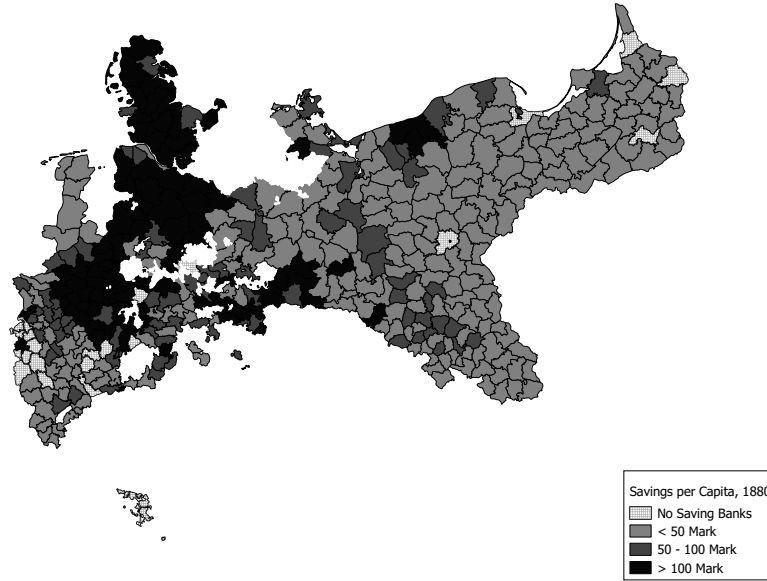 Savings per Capita, 1880
No Saving Banks
< 50 Mark
50 - 100 Mark
> 100 Mark